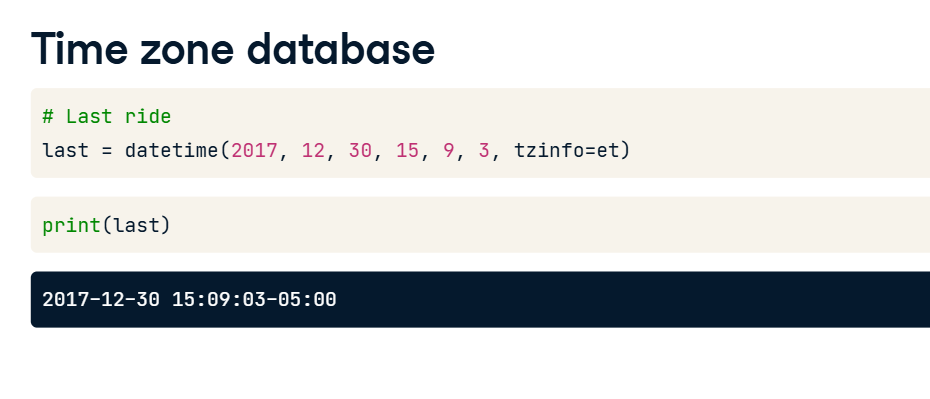 Time zone database
# Last ride
last = datetime(2017, 12, 30, 15, 9, 3, tzinfo=et)
print(last)
2017-12-30 15:09:03-05:00